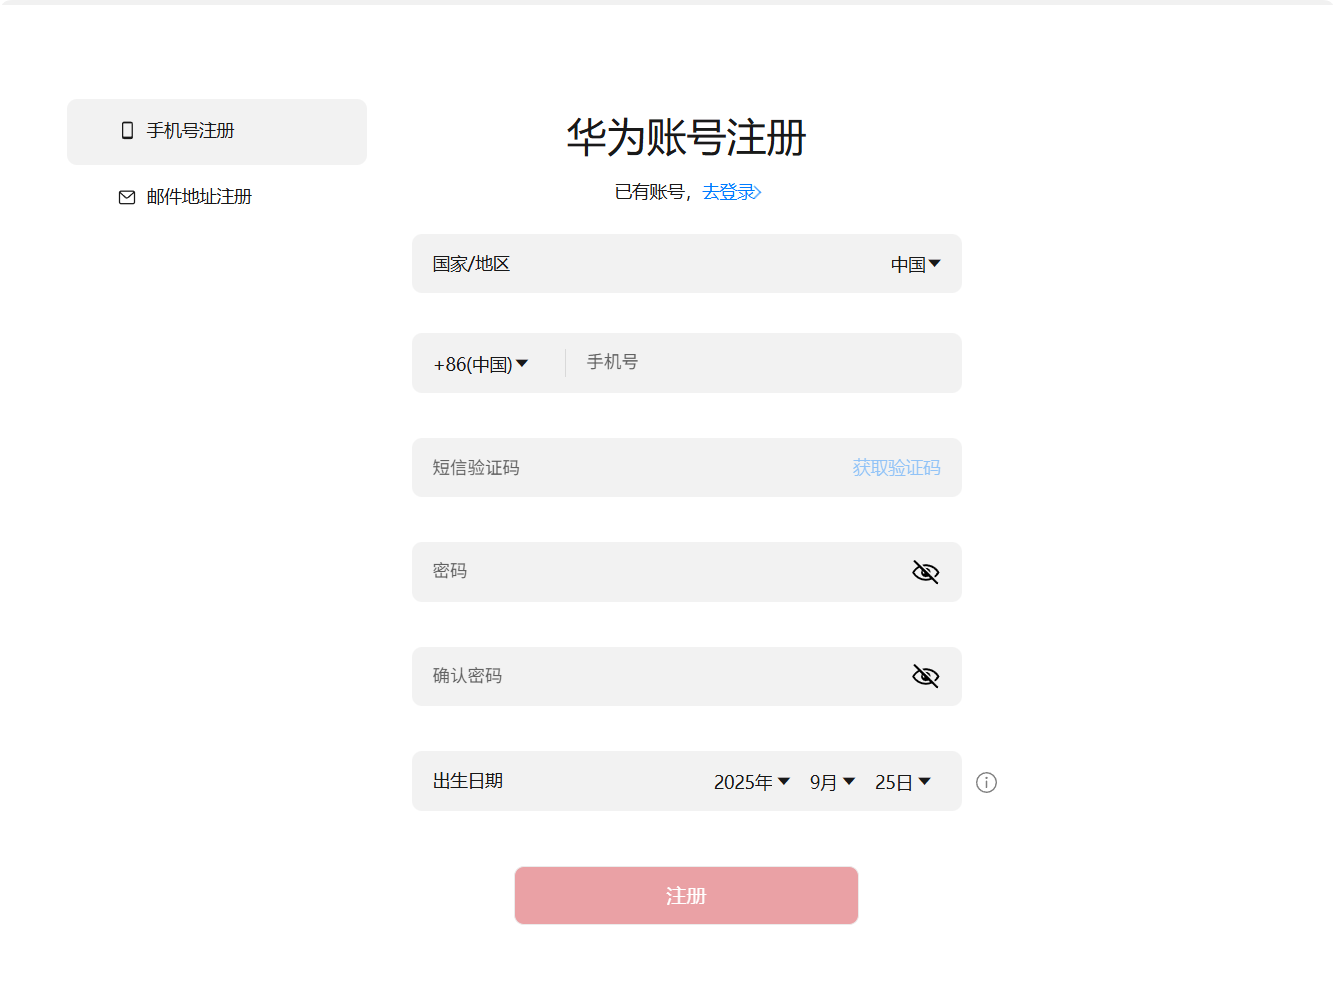 手机号注册
邮件地址注册
华为账号注册
已有账号，去登录
国家/地区 中国
+86(中国) 手机号
短信验证码 获取验证码
密码
确认密码
出生日期 2025年 9月 25日
注册